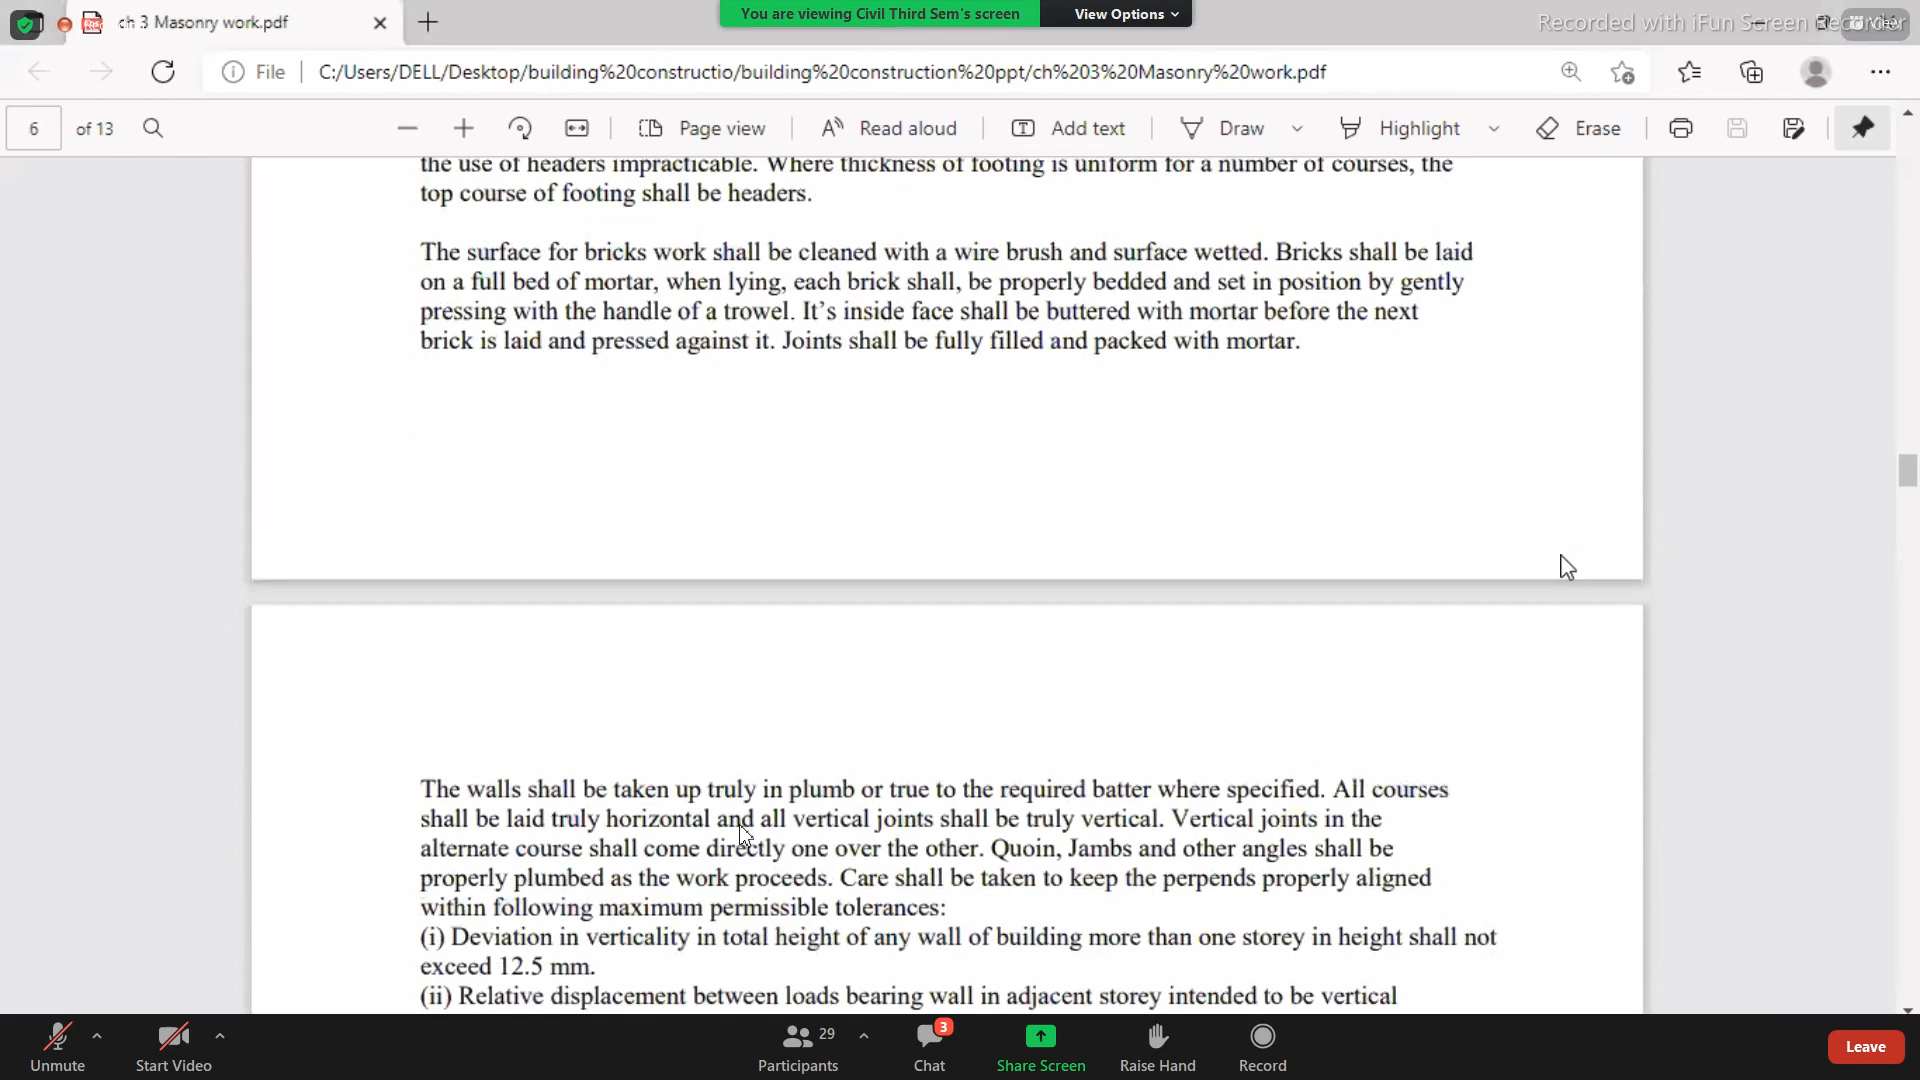 ch 3 Masonry work.pdf
You are viewing Civil Third Sem's screen
View Options
Recorded with iFun Screen
View
File
C:/Users/DELL/Desktop/building%20constructio/building%20construction%20ppt/ch%203%20Masonry%20work.pdf
6 of 13
Page view
Read aloud
Add text
Draw
Highlight
Erase
the use of headers impracticable. Where thickness of footing is uniform for a number of courses, the
top course of footing shall be headers.
The surface for bricks work shall be cleaned with a wire brush and surface wetted. Bricks shall be laid
on a full bed of mortar, when lying, each brick shall, be properly bedded and set in position by gently
pressing with the handle of a trowel. It’s inside face shall be buttered with mortar before the next
brick is laid and pressed against it. Joints shall be fully filled and packed with mortar.
The walls shall be taken up truly in plumb or true to the required batter where specified. All courses
shall be laid truly horizontal and all vertical joints shall be truly vertical. Vertical joints in the
alternate course shall come directly one over the other. Quoin, Jambs and other angles shall be
properly plumbed as the work proceeds. Care shall be taken to keep the perpends properly aligned
within following maximum permissible tolerances:
(i) Deviation in verticality in total height of any wall of building more than one storey in height shall not
exceed 12.5 mm.
(ii) Relative displacement between loads bearing wall in adjacent storey intended to be vertical
Unmute
Start Video
29
Participants
3
Chat
Share Screen
Raise Hand
Record
Leave